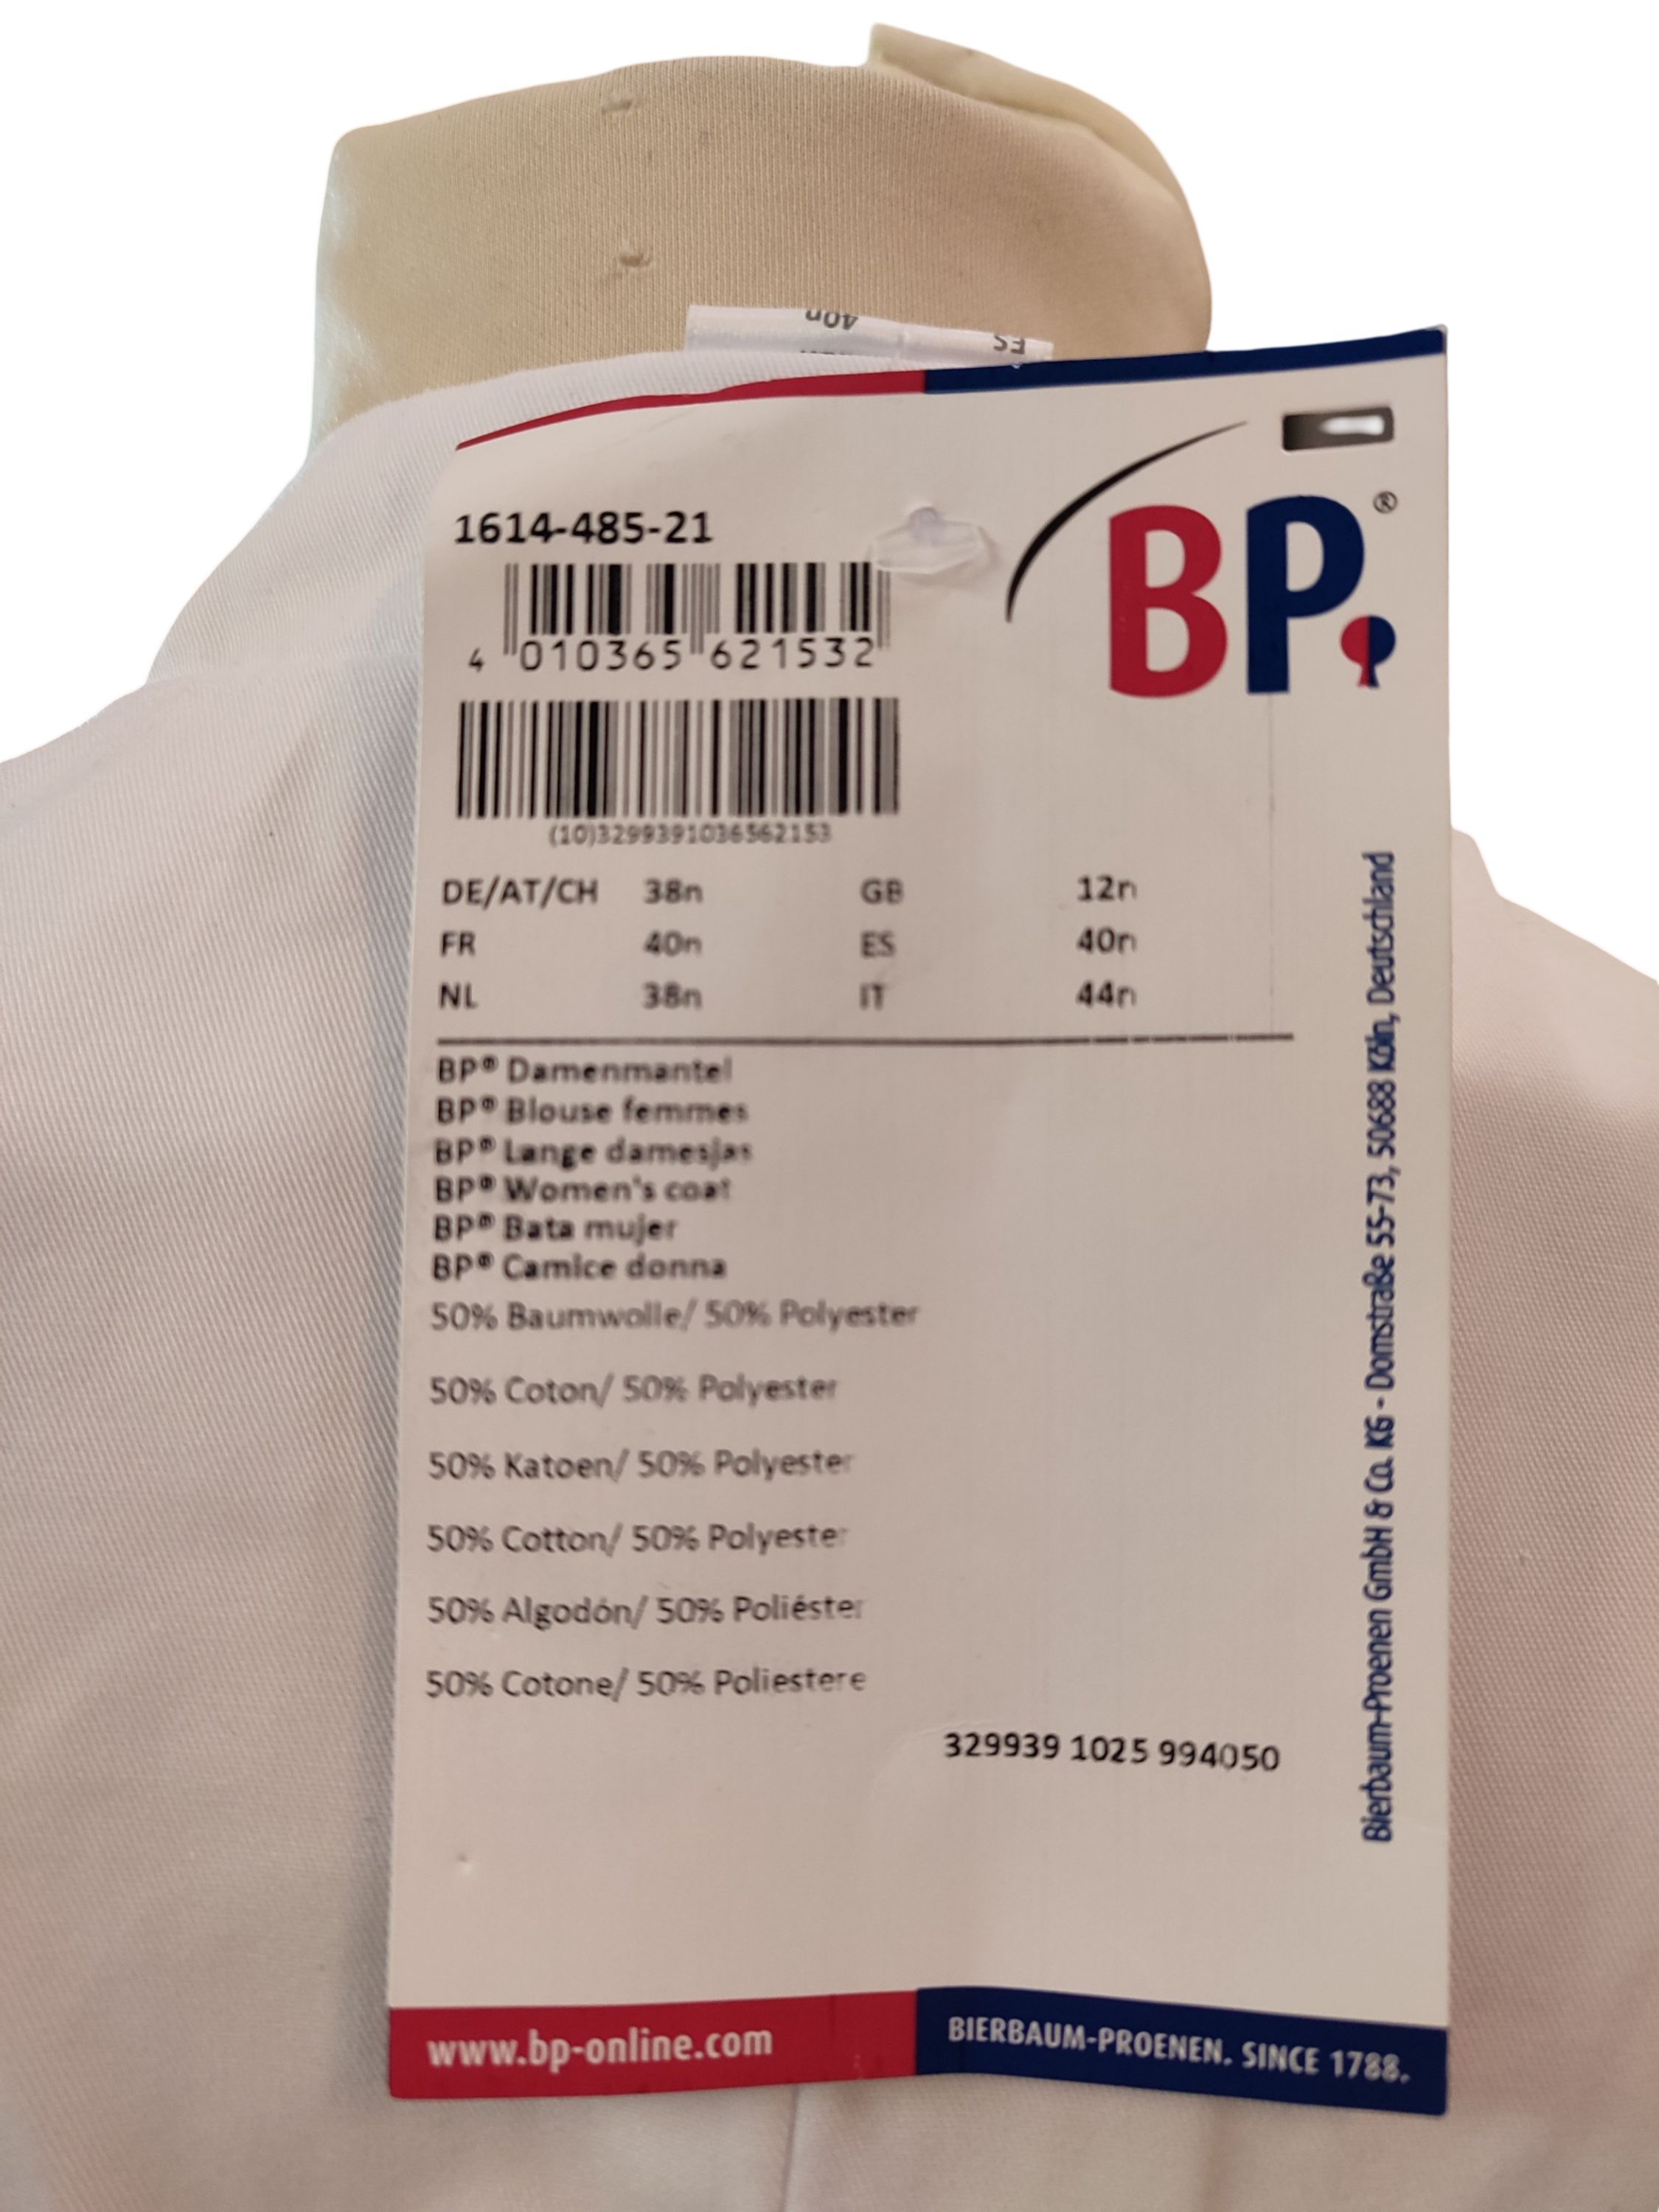 40n
ES
BP®
1614-485-21
4 010365 621532
(10)3299391036562153
DE/AT/CH 38n GB 12n
FR 40n ES 40n
NL 38n IT 44n
BP® Damenmantel
BP® Blouse femmes
BP® Lange damesjas
BP® Women's coat
BP® Bata mujer
BP® Camice donna
50% Baumwolle/ 50% Polyester
50% Coton/ 50% Polyester
50% Katoen/ 50% Polyester
50% Cotton/ 50% Polyester
50% Algodón/ 50% Poliéster
50% Cotone/ 50% Poliestere
329939 1025 994050
Bierbaum-Proenen GmbH & Co. KG - Domstraße 55-73, 50688 Köln, Deutschland
www.bp-online.com
BIERBAUM-PROENEN. SINCE 1788.